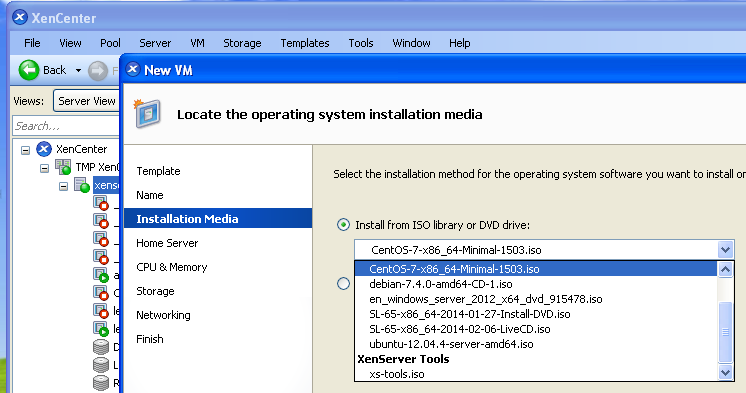 XenCenter
File View Pool Server VM Storage Templates Tools Window Help
Back
New VM
Views: Server View
Locate the operating system installation media
Search...
XenCenter
TMP XenC
xens
Template
Name
Installation Media
Home Server
CPU & Memory
Storage
Networking
Finish
Select the installation method for the operating system software you want to install on
Install from ISO library or DVD drive:
CentOS-7-x86_64-Minimal-1503.iso
CentOS-7-x86_64-Minimal-1503.iso
debian-7.4.0-amd64-CD-1.iso
en_windows_server_2012_x64_dvd_915478.iso
SL-65-x86_64-2014-01-27-Install-DVD.iso
SL-65-x86_64-2014-02-06-LiveCD.iso
ubuntu-12.04.4-server-amd64.iso
XenServer Tools
xs-tools.iso